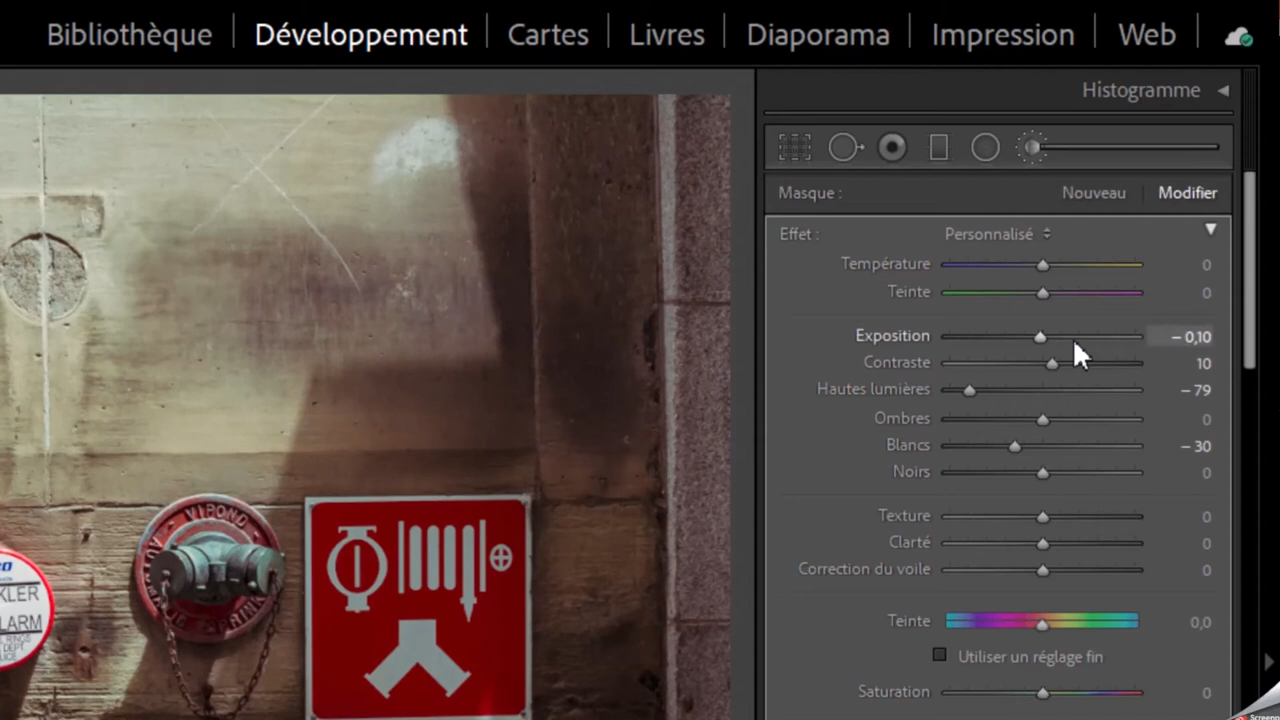 Bibliothèque | Développement | Cartes | Livres | Diaporama | Impression | Web
Histogramme
Masque : Nouveau | Modifier
Effet : Personnalisé
Température 0
Teinte 0
Exposition – 0,10
Contraste 10
Hautes lumières – 79
Ombres 0
Blancs – 30
Noirs 0
Texture 0
Clarté 0
Correction du voile 0
Teinte 0,0
Utiliser un réglage fin
Saturation 0
VIPOND
KLER
LARM